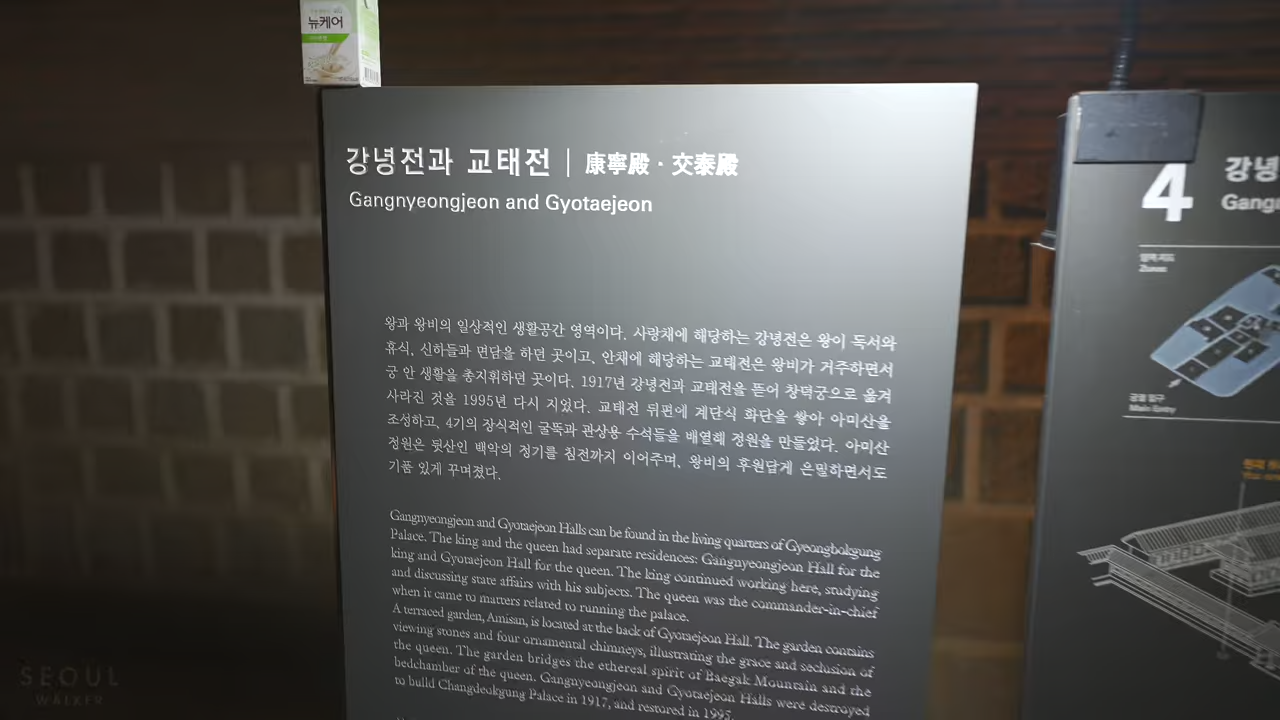 뉴케어
강녕전과 교태전 | 康寧殿 · 交泰殿
Gangnyeongjeon and Gyotaejeon
왕과 왕비의 일상적인 생활공간 영역이다. 사랑채에 해당하는 강녕전은 왕이 독서와
휴식, 신하들과 면담을 하던 곳이고, 안채에 해당하는 교태전은 왕비가 거주하면서
궁 안 생활을 총지휘하던 곳이다. 1917년 강녕전과 교태전을 뜯어 창덕궁으로 옮겨
사라진 것을 1995년 다시 지었다. 교태전 뒤편에 계단식 화단을 쌓아 아미산을
조성하고, 4기의 장식적인 굴뚝과 관상용 수석들을 배열해 정원을 만들었다. 아미산
정원은 뒷산인 백악의 정기를 침전까지 이어주며, 왕비의 후원답게 은밀하면서도
기품 있게 꾸며졌다.
Gangnyeongjeon and Gyotaejeon Halls can be found in the living quarters of Gyeongbokgung
Palace. The king and the queen had separate residences: Gangnyeongjeon Hall for the
king and Gyotaejeon Hall for the queen. The king continued working here, studying
and discussing state affairs with his subjects. The queen was the commander-in-chief
when it came to matters related to running the palace.
A terraced garden, Amisan, is located at the back of Gyotaejeon Hall. The garden contains
viewing stones and four ornamental chimneys, illustrating the grace and seclusion of
the queen. The garden bridges the ethereal spirit of Baegak Mountain and the
bedchamber of the queen. Gangnyeongjeon and Gyotaejeon Halls were destroyed
to build Changdeokgung Palace in 1917, and restored in 1995.
4
강녕
Gang
Zones
관람 입구
Main Entry
SEOUL
WALKER